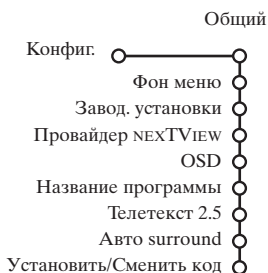 Общий
Конфиг.
Фон меню
Завод. установки
Провайдер NEXTVIEW
OSD
Название программы
Телетекст 2.5
Авто surround
Установить/Сменить код